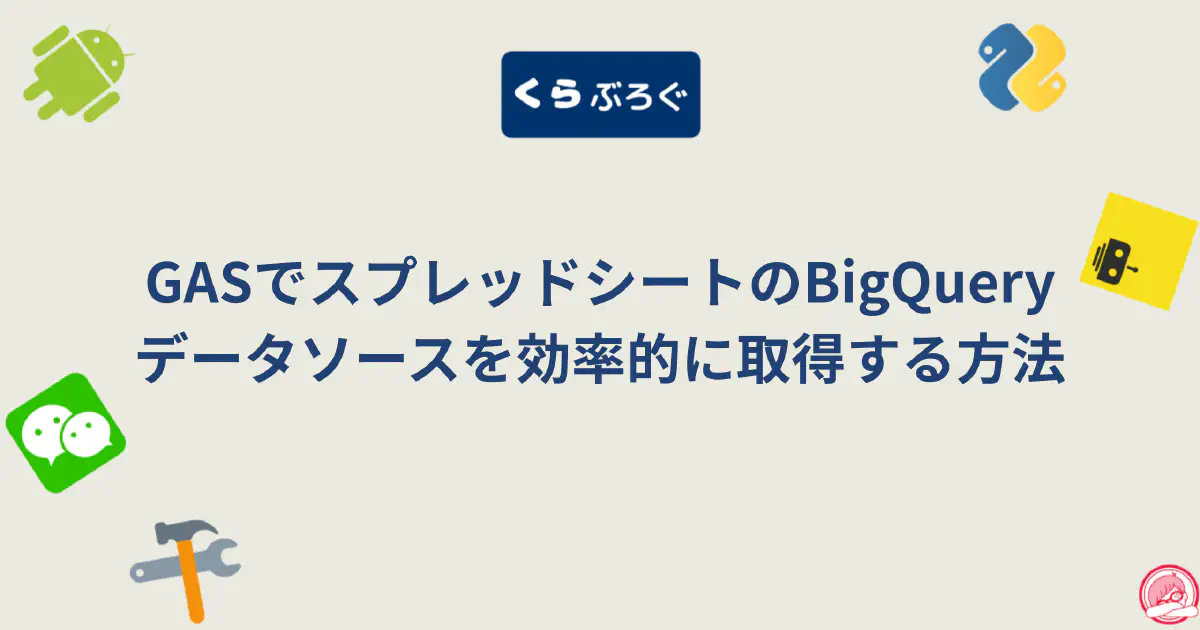 くらぶろぐ
GASでスプレッドシートのBigQuery
データソースを効率的に取得する方法